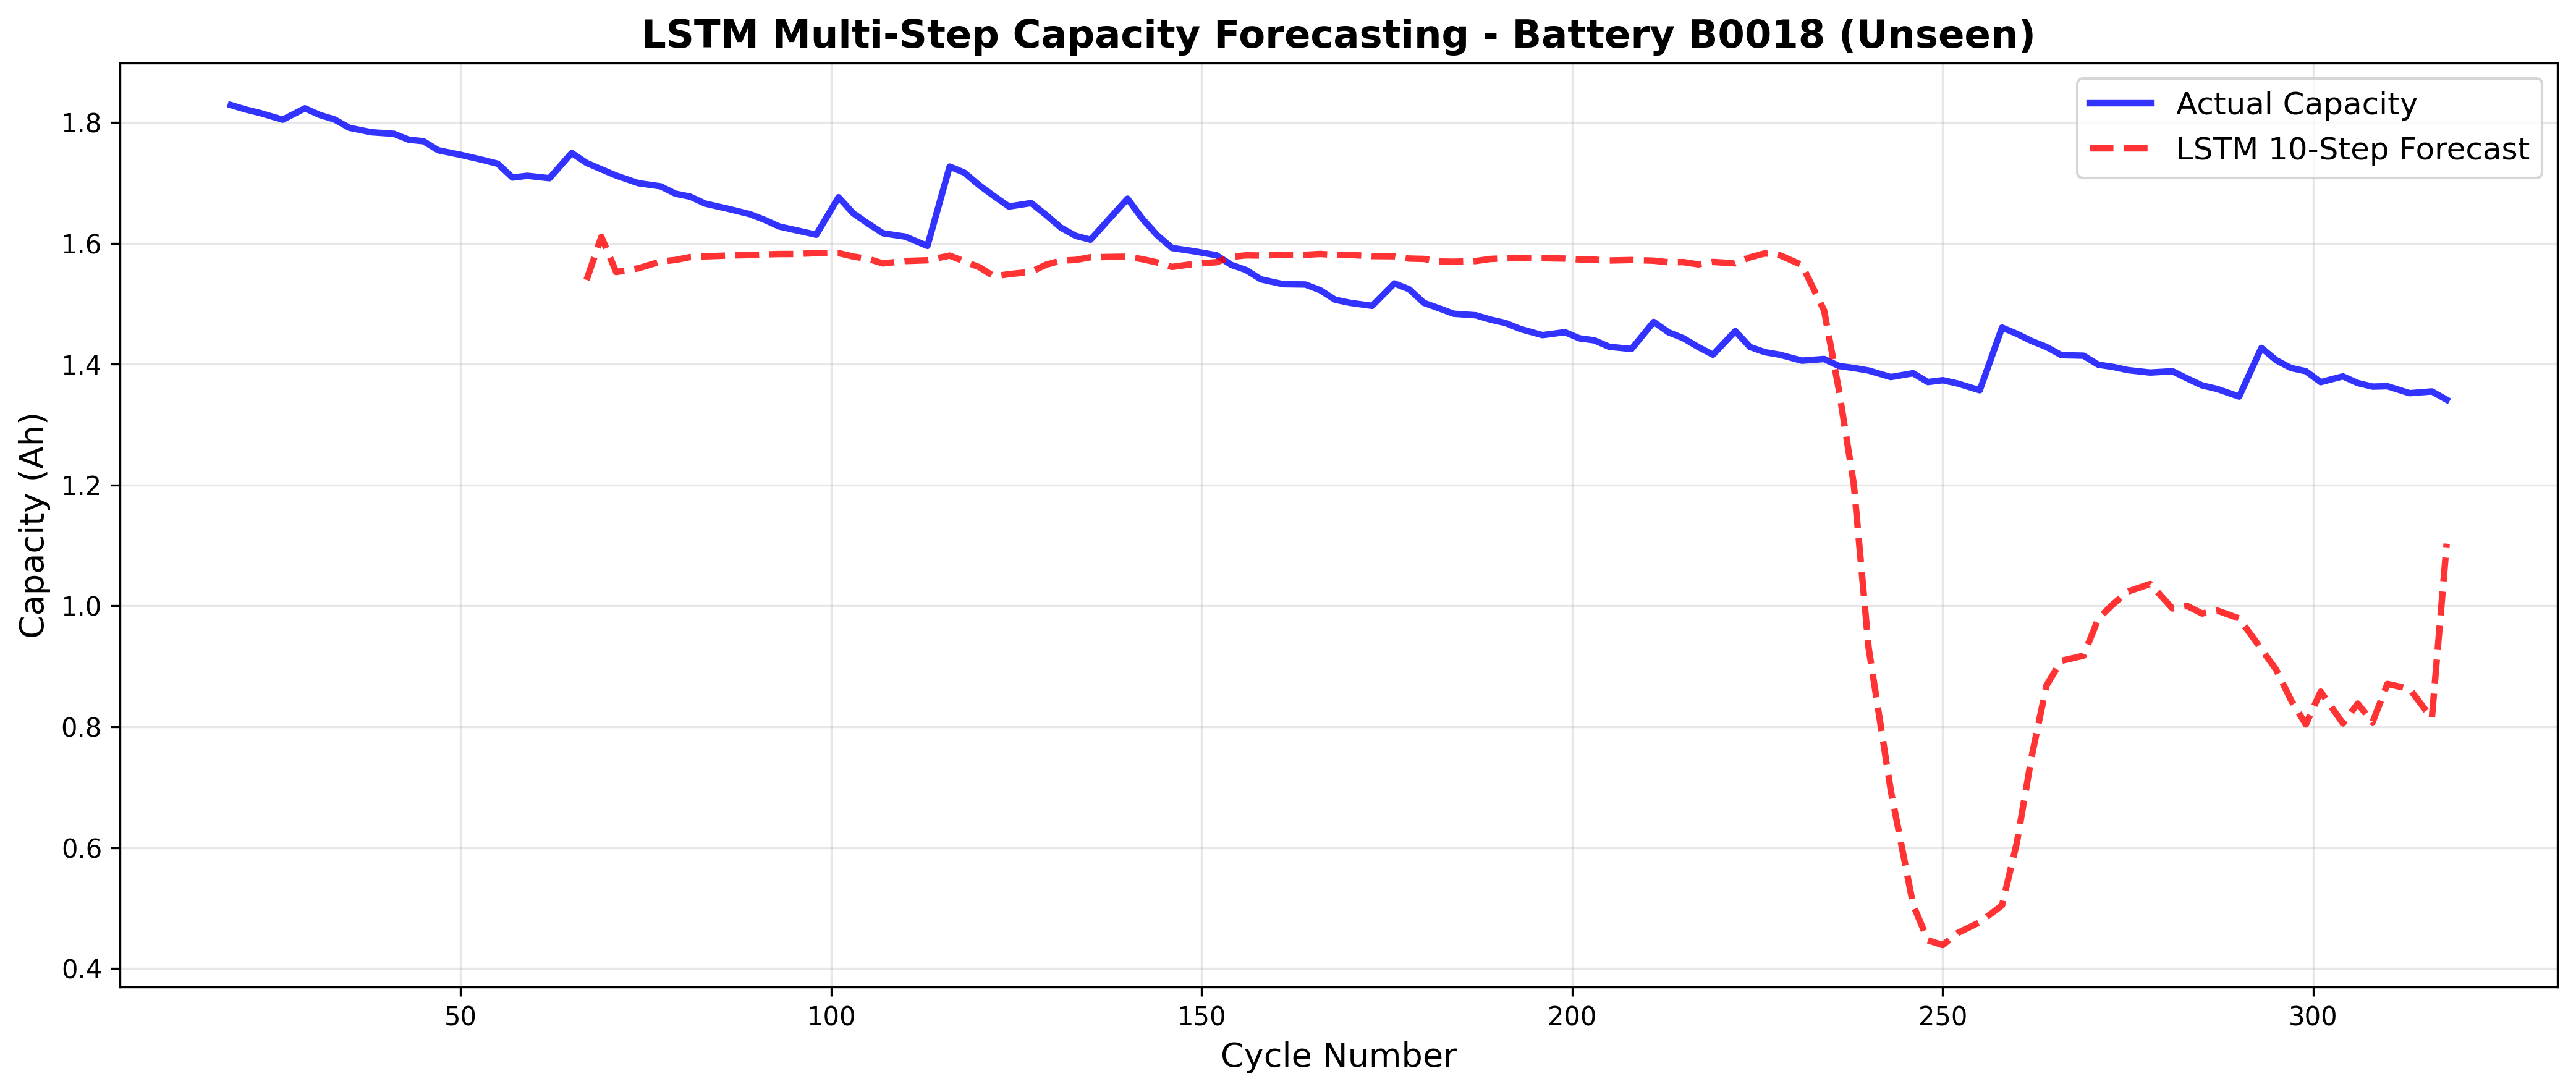 LSTM Multi-Step Capacity Forecasting - Battery B0018 (Unseen)
Actual Capacity
LSTM 10-Step Forecast
Capacity (Ah)
1.8
1.6
1.4
1.2
1.0
0.8
0.6
0.4
50 100 150 200 250 300
Cycle Number